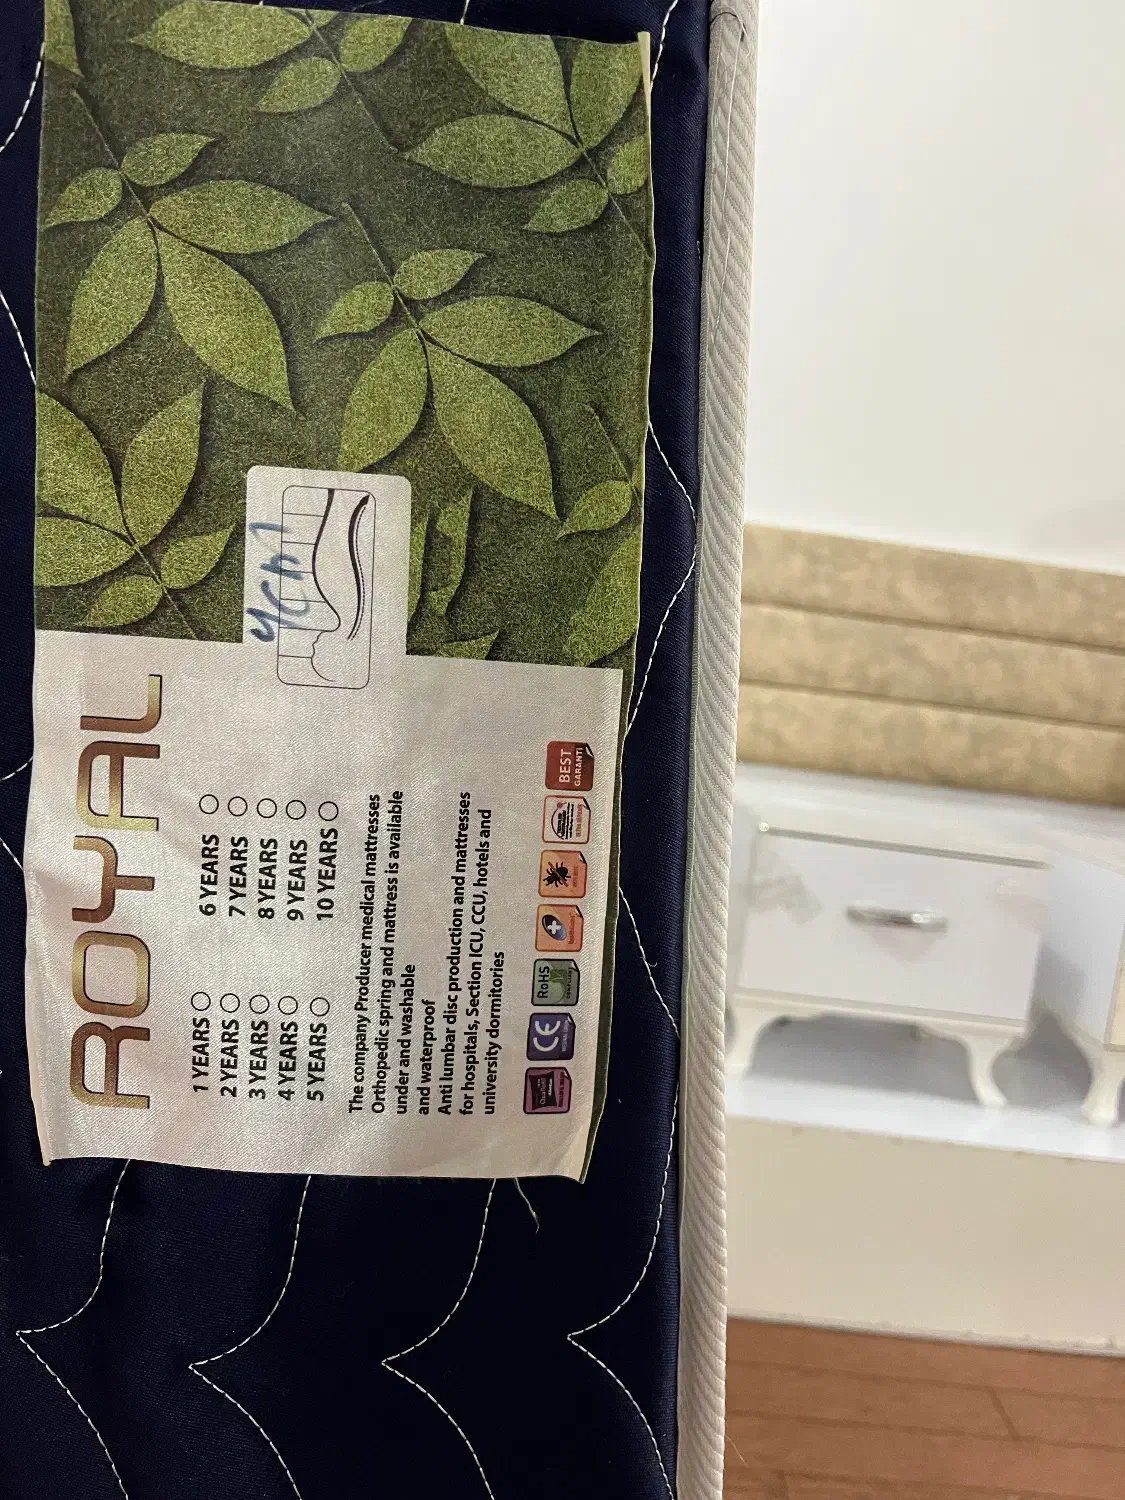 ROYAL
1 YEARS 6 YEARS
2 YEARS 7 YEARS
3 YEARS 8 YEARS
4 YEARS 9 YEARS
5 YEARS 10 YEARS
The company Producer medical mattresses
Orthopedic spring and mattress is available
under and washable
and waterproof
Anti lumbar disc production and mattresses
for hospitals, Section ICU, CCU, hotels and
university dormitories
CE
RoHS
BEST
GARANTI